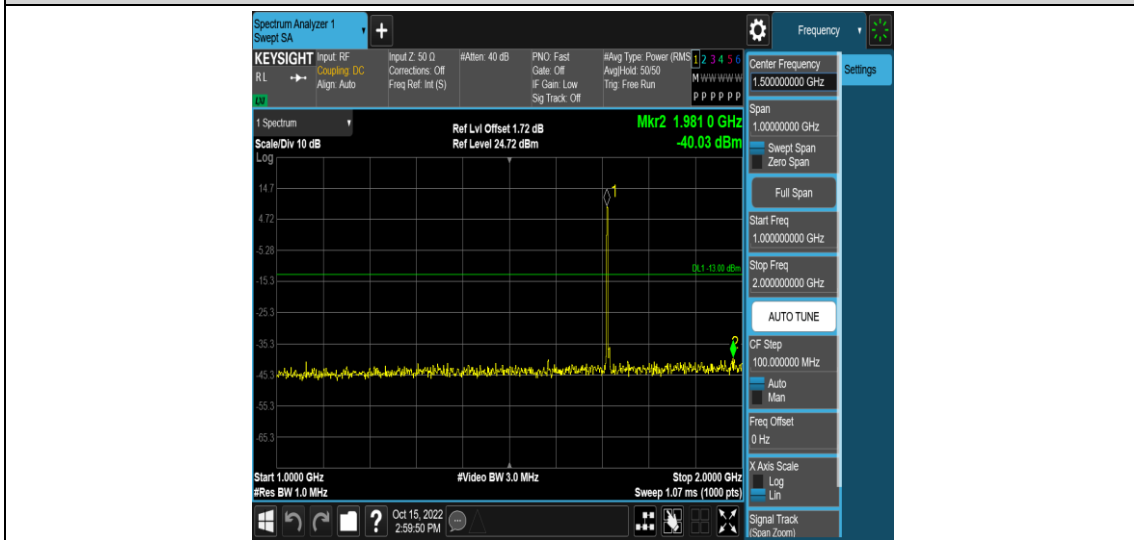 Spectrum Analyzer 1
Swept SA
+
Frequency
KEYSIGHT
RL
LXI
Input: RF
Coupling: DC
Align: Auto
Input Z: 50 Ω
Corrections: Off
Freq Ref: Int (S)
#Atten: 40 dB
PNO: Fast
Gate: Off
IF Gain: Low
Sig Track: Off
#Avg Type: Power (RMS
Avg|Hold: 50/50
Trig: Free Run
1 2 3 4 5 6
M W W W W W
P P P P P P
Center Frequency
1.500000000 GHz
Settings
Span
1.00000000 GHz
Swept Span
Zero Span
Full Span
Start Freq
1.000000000 GHz
Stop Freq
2.000000000 GHz
AUTO TUNE
CF Step
100.000000 MHz
Auto
Man
Freq Offset
0 Hz
X Axis Scale
Log
Lin
Signal Track
(Span Zoom)
1 Spectrum
Scale/Div 10 dB
Ref Lvl Offset 1.72 dB
Ref Level 24.72 dBm
Mkr2 1.981 0 GHz
-40.03 dBm
Log
14.7
4.72
-5.28
-15.3
-25.3
-35.3
-45.3
-55.3
-65.3
1
DL1 -13.00 dBm
2
Start 1.0000 GHz
#Res BW 1.0 MHz
#Video BW 3.0 MHz
Stop 2.0000 GHz
Sweep 1.07 ms (1000 pts)
?
Oct 15, 2022
2:59:50 PM